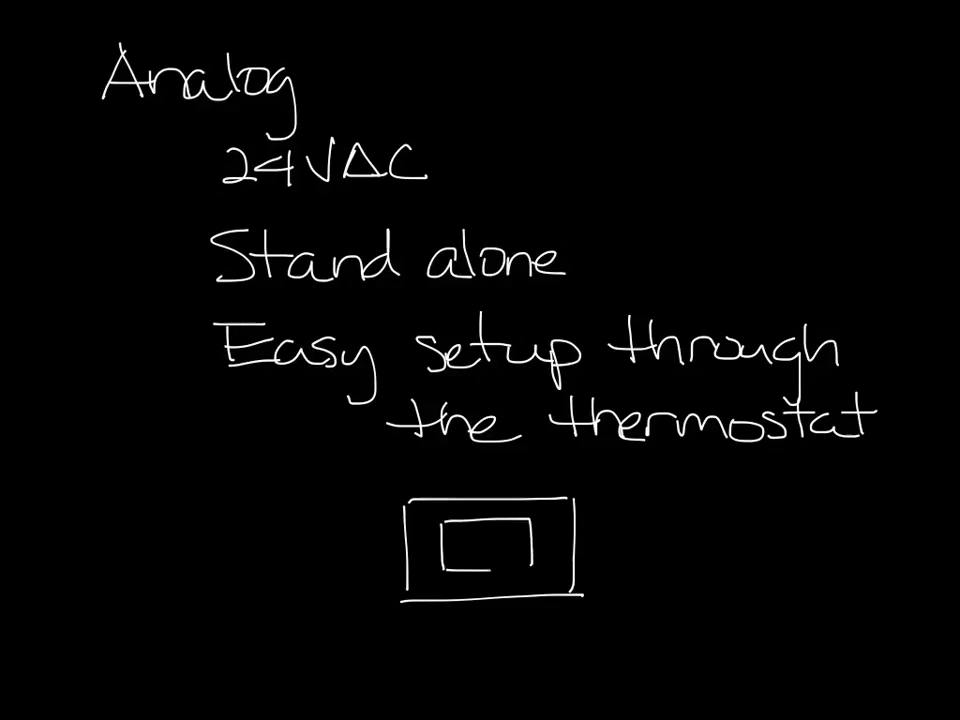 Analog
24VAC
Stand alone
Easy setup through
the thermostat